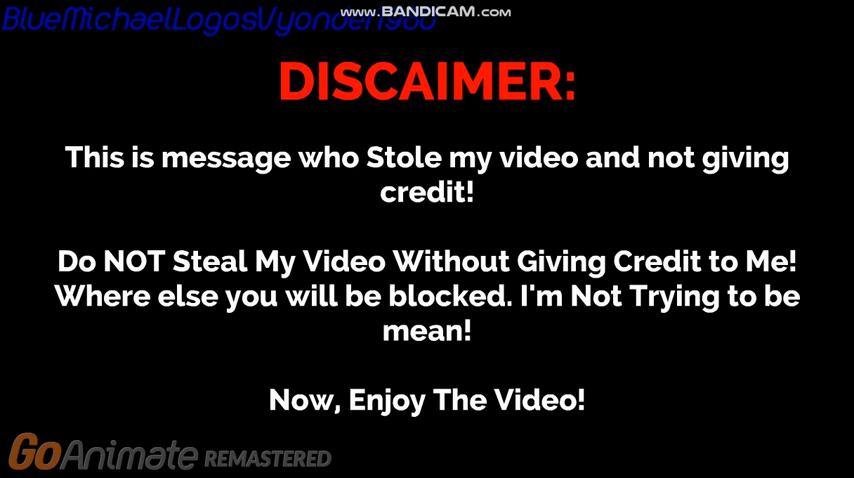 BlueMichaelLogosVyonder1980
www.BANDICAM.com
DISCAIMER:
This is message who Stole my video and not giving
credit!
Do NOT Steal My Video Without Giving Credit to Me!
Where else you will be blocked. I'm Not Trying to be
mean!
Now, Enjoy The Video!
GoAnimate REMASTERED